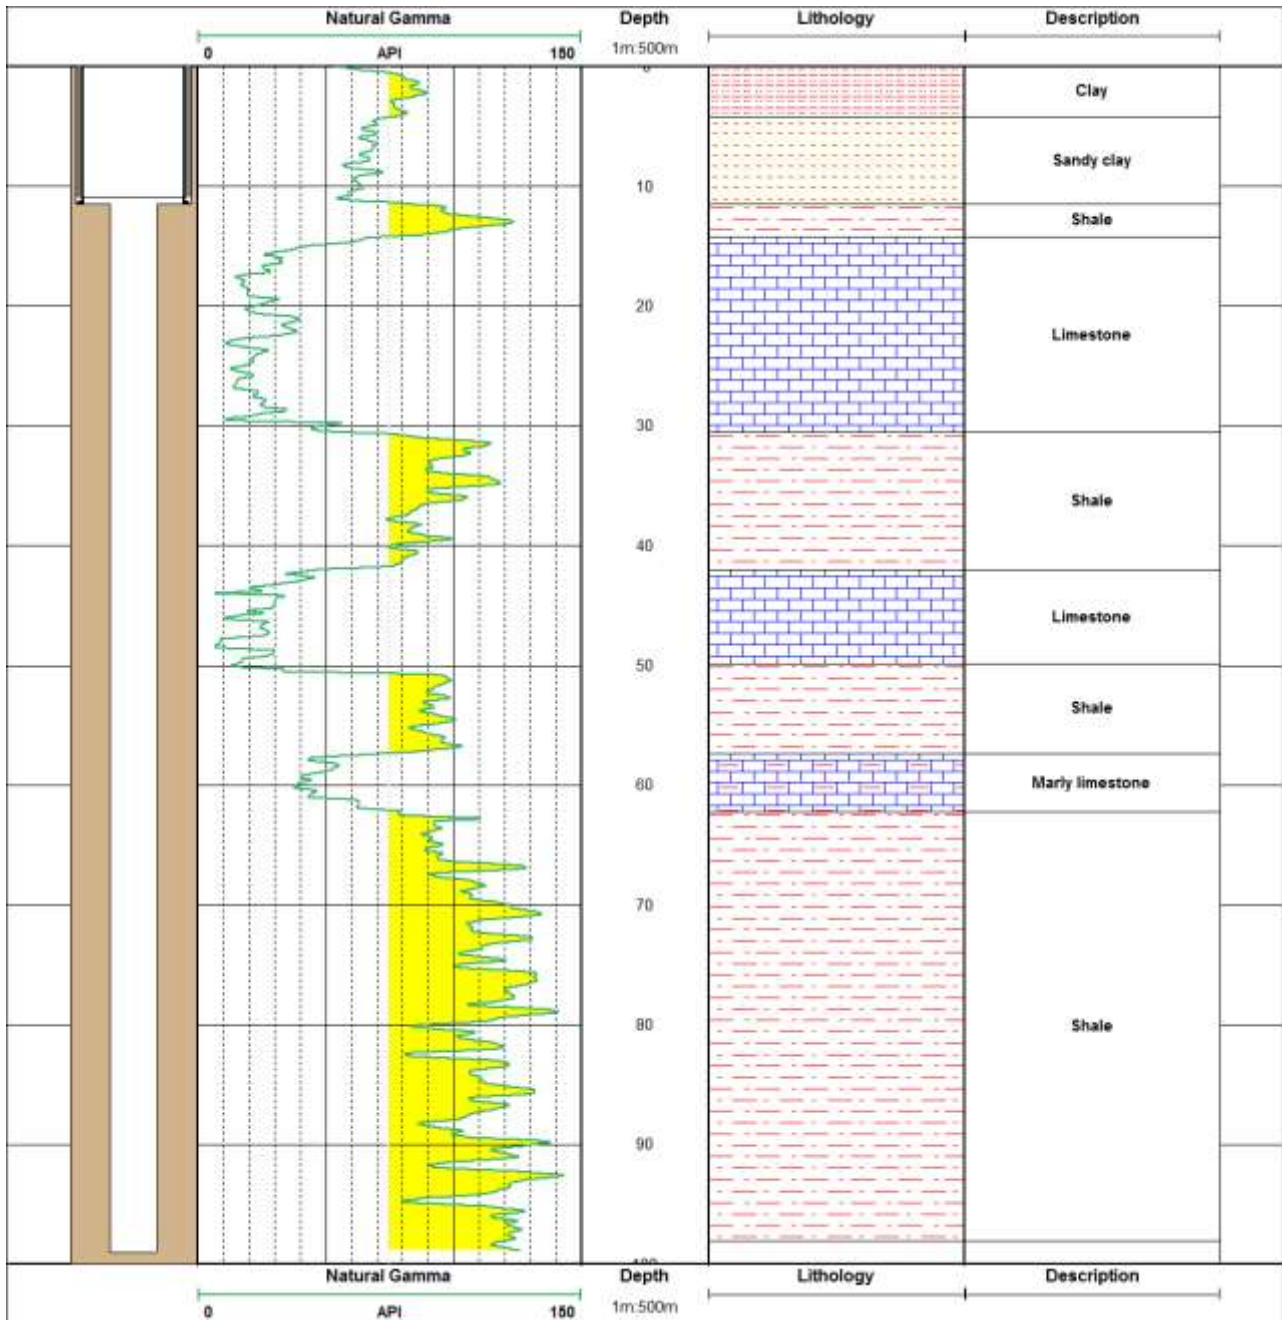 Natural Gamma Depth Lithology Description
0 API 150 1m:500m
0
Clay
Sandy clay
10
Shale
20
Limestone
30
Shale
40
Limestone
50
Shale
60
Marly limestone
70
80
Shale
90
100
Natural Gamma Depth Lithology Description
0 API 150 1m:500m